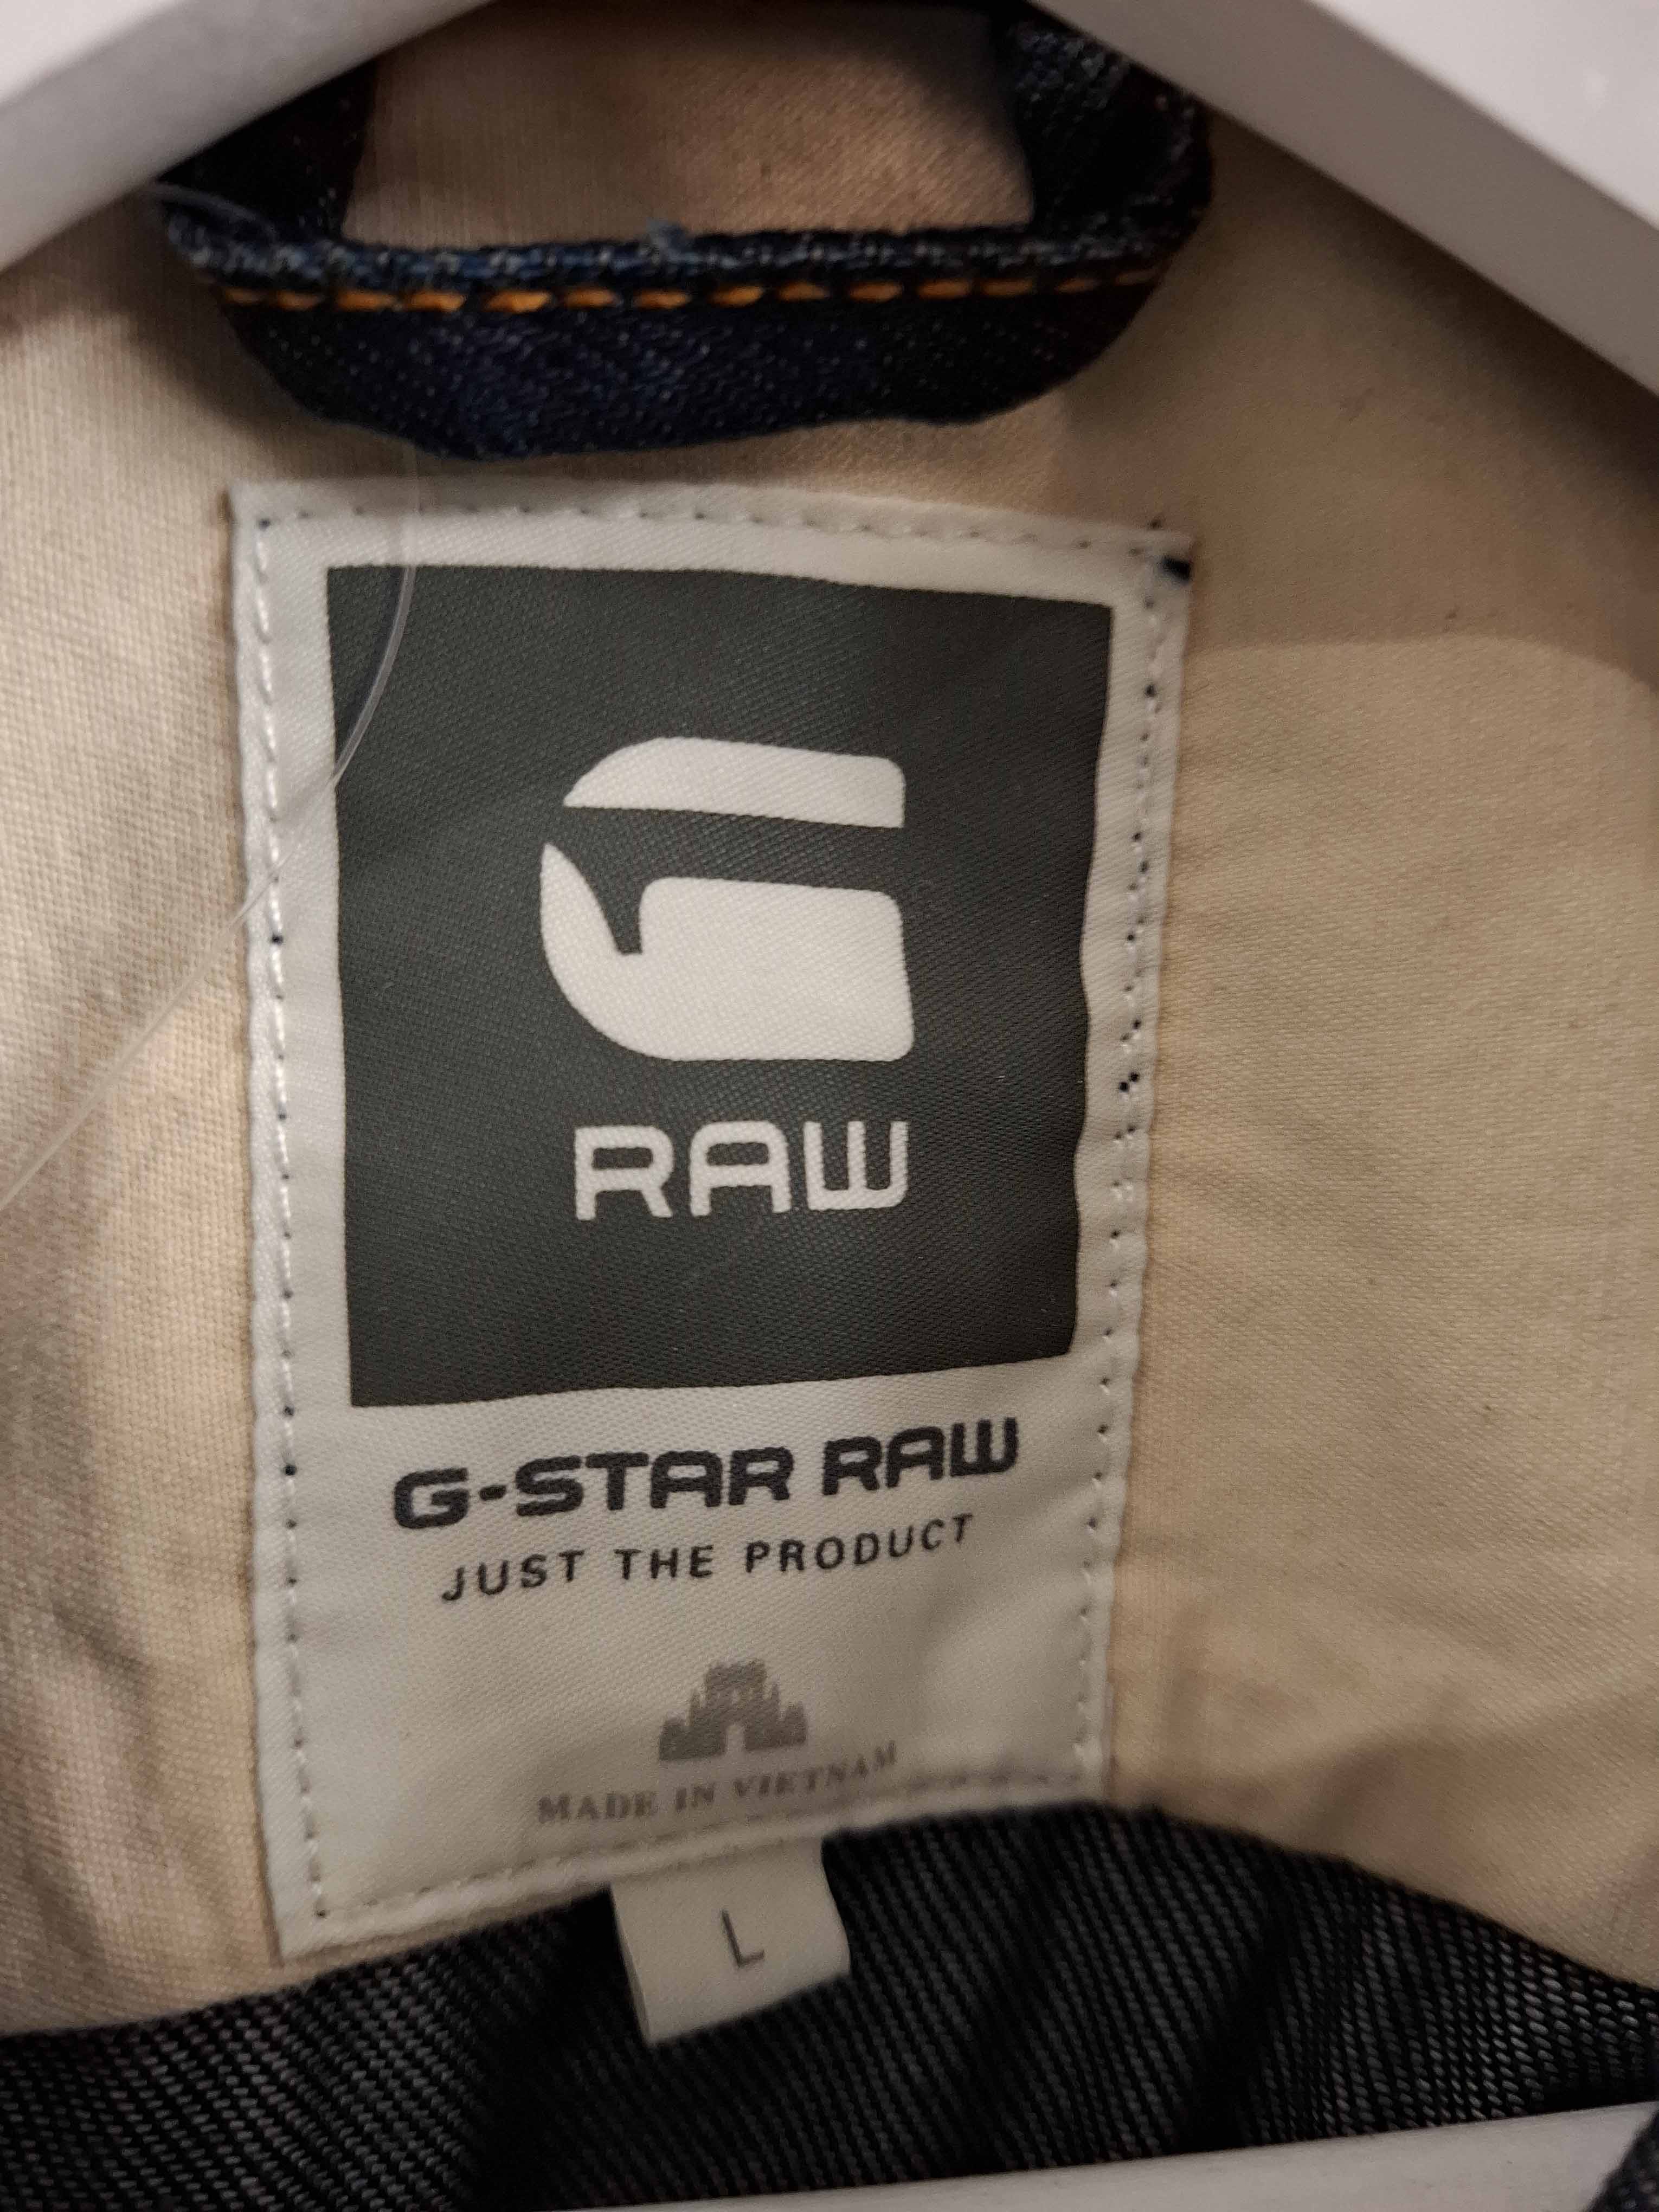 G
RAW
G-STAR RAW
JUST THE PRODUCT
MADE IN VIETNAM
L